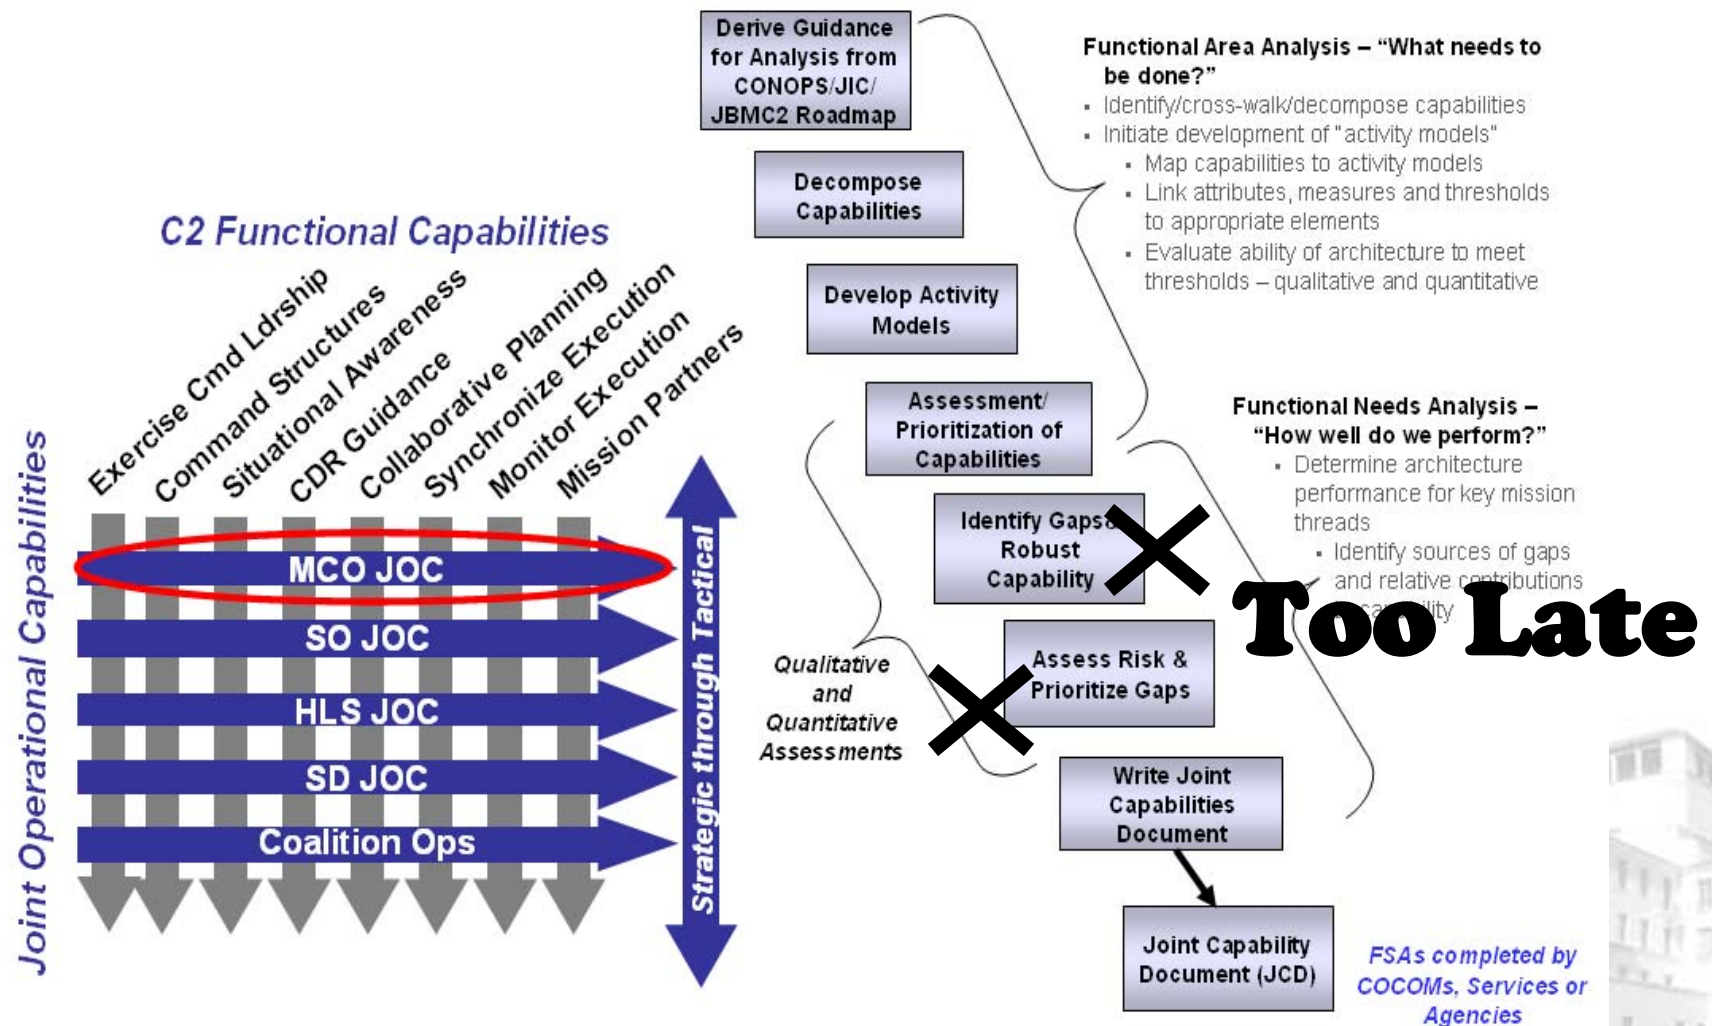 C2 Functional Capabilities
Exercise Cmd Ldrship
Command Structures
Situational Awareness
CDR Guidance
Collaborative Planning
Synchronize Execution
Monitor Execution
Mission Partners
Joint Operational Capabilities
MCO JOC
SO JOC
HLS JOC
SD JOC
Coalition Ops
Strategic through Tactical
Derive Guidance
for Analysis from
CONOPS/JIC/
JBMC2 Roadmap
Decompose
Capabilities
Develop Activity
Models
Assessment/
Prioritization of
Capabilities
Identify Gaps&
Robust
Capability
Assess Risk &
Prioritize Gaps
Write Joint
Capabilities
Document
Joint Capability
Document (JCD)
Qualitative
and
Quantitative
Assessments
Functional Area Analysis – “What needs to
be done?”
▪ Identify/cross-walk/decompose capabilities
▪ Initiate development of "activity models"
▪ Map capabilities to activity models
▪ Link attributes, measures and thresholds
to appropriate elements
▪ Evaluate ability of architecture to meet
thresholds – qualitative and quantitative
Functional Needs Analysis –
“How well do we perform?”
▪ Determine architecture
performance for key mission
threads
▪ Identify sources of gaps
and relative contributions
Too Late
FSAs completed by
COCOMs, Services or
Agencies